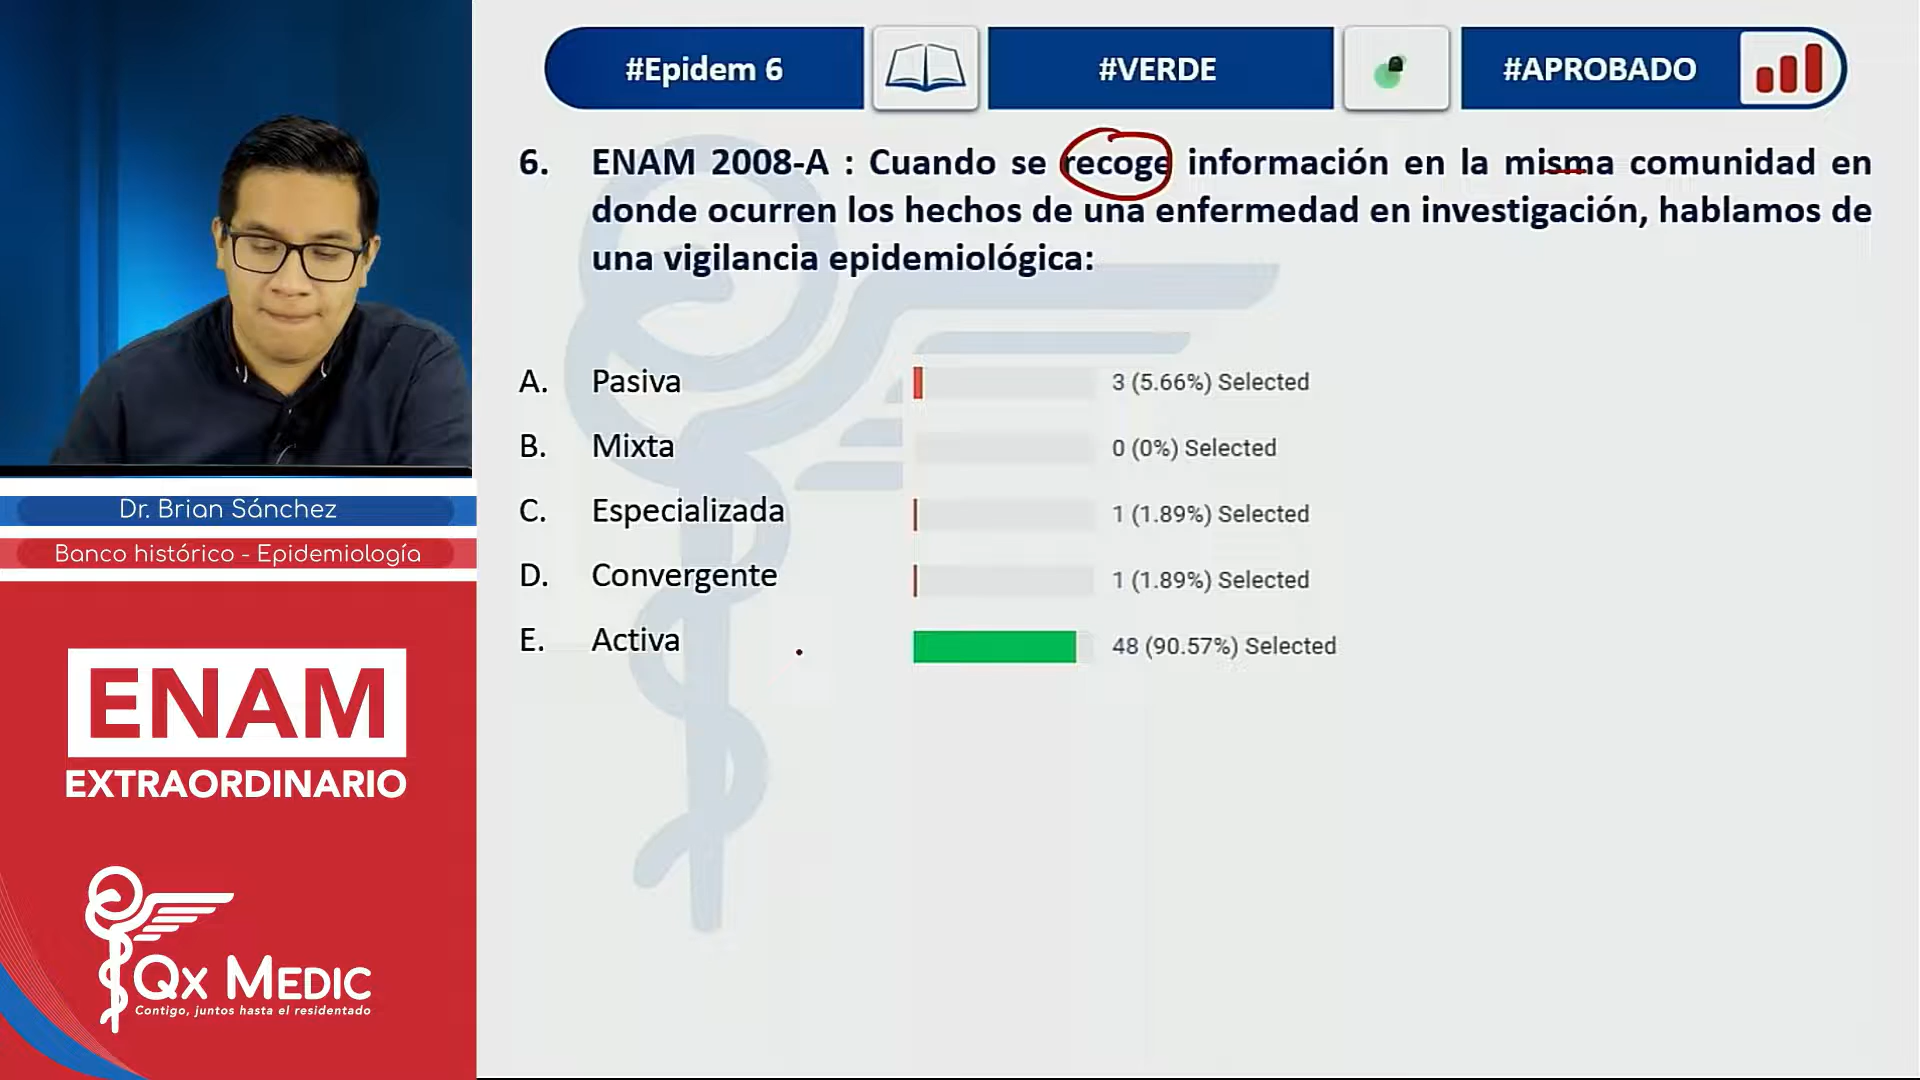 #Epidem 6
#VERDE
#APROBADO
6. ENAM 2008-A : Cuando se recoge información en la misma comunidad en
donde ocurren los hechos de una enfermedad en investigación, hablamos de
una vigilancia epidemiológica:
A. Pasiva 3 (5.66%) Selected
B. Mixta 0 (0%) Selected
C. Especializada 1 (1.89%) Selected
D. Convergente 1 (1.89%) Selected
E. Activa 48 (90.57%) Selected
Dr. Brian Sánchez
Banco histórico - Epidemiología
ENAM
EXTRAORDINARIO
QX MEDIC
Contigo, juntos hasta el residentado